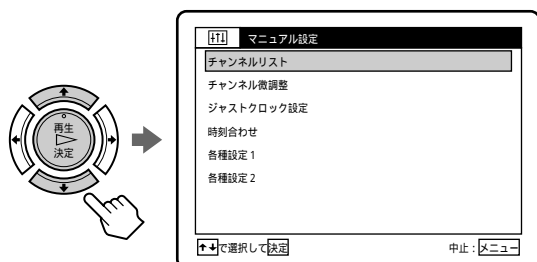 再生
決定
マニュアル設定
チャンネルリスト
チャンネル微調整
ジャストクロック設定
時刻合わせ
各種設定1
各種設定2
で選択して決定
中止：メニュー